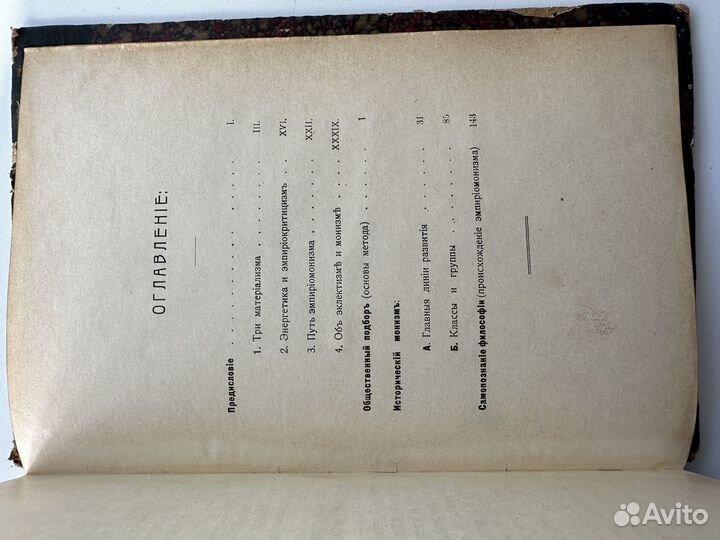 ОГЛАВЛЕНІЕ:
Предисловіе . . . . . . . . . . . I.
1. Три матеріализма . . . . . . . . III.
2. Энергетика и эмпиріокритицизмъ . . XVI.
3. Путь эмпиріомонизма . . . . . . . XXII.
4. Объ эклектизмѣ и монизмѣ . . . . XXXIX.
Общественный подборъ (основы метода) . . . . . 1
Историческій монизмъ:
А. Главныя линіи развитія . . . . . . 31
Б. Классы и группы . . . . . . . . 85
Самопознаніе философіи (происхожденіе эмпиріомонизма) 143
Avito